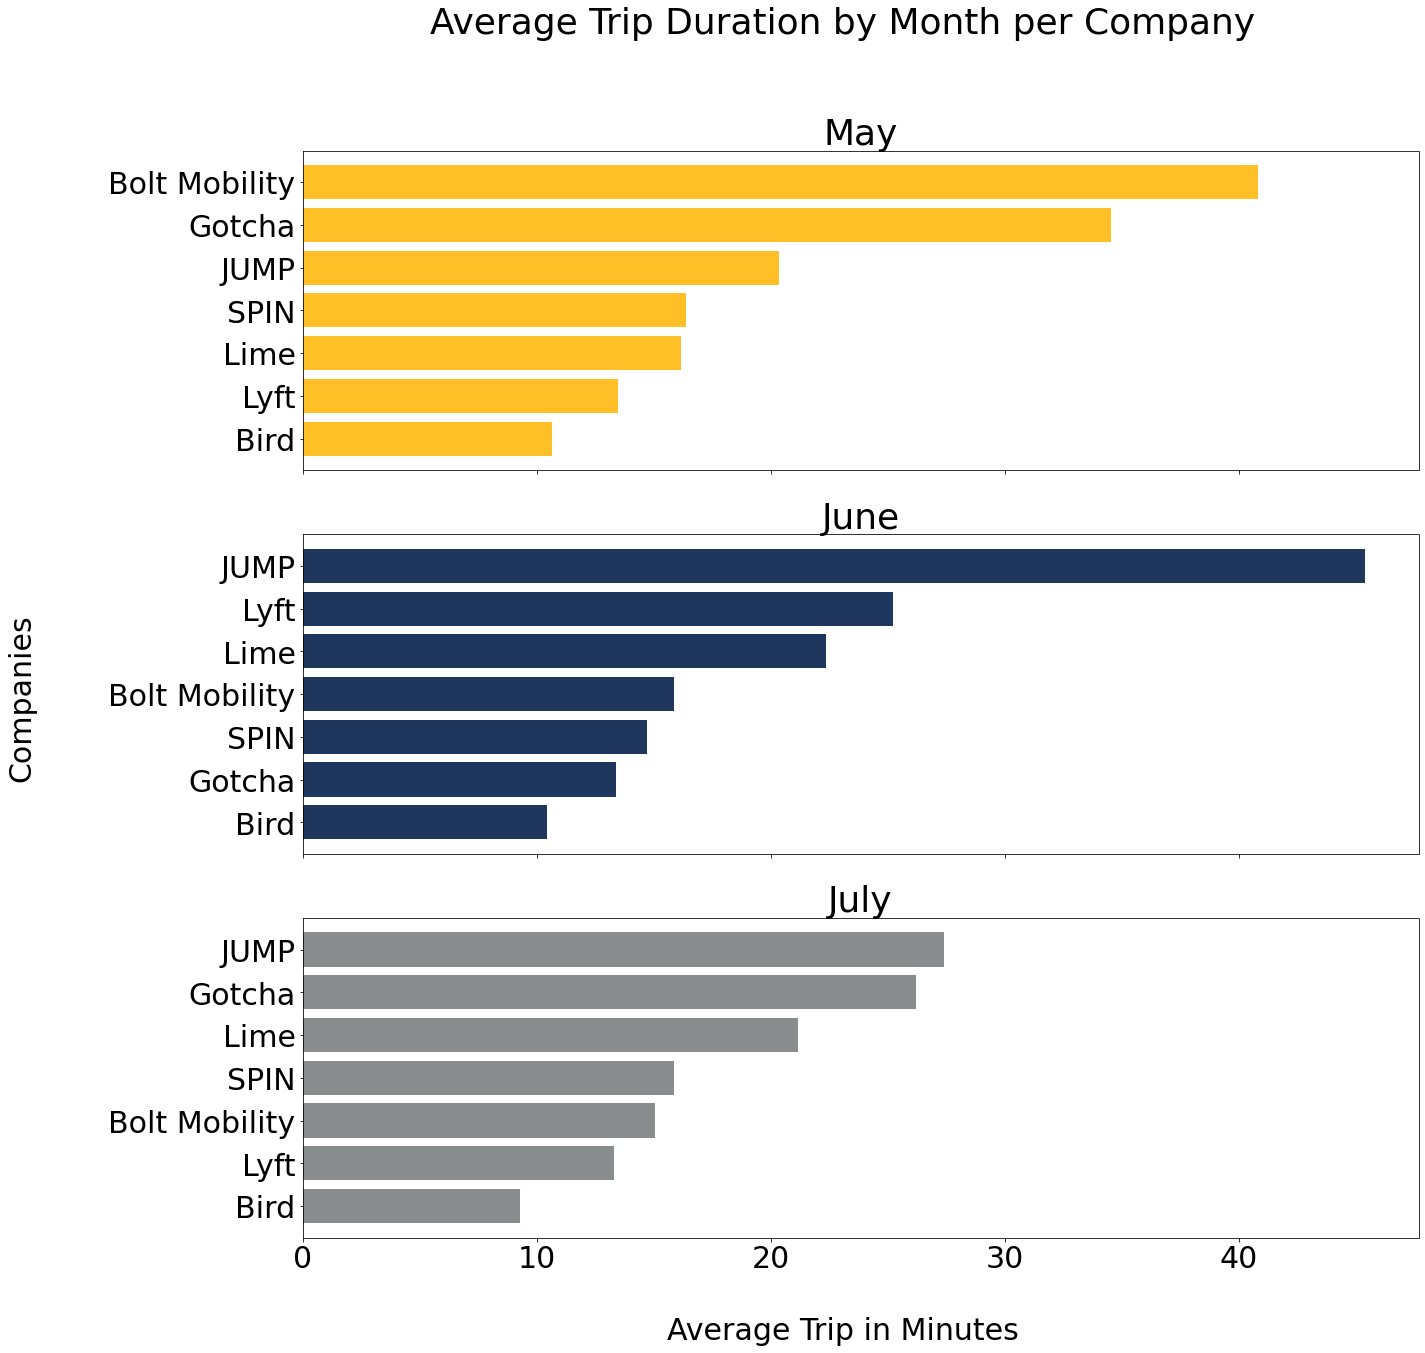 Average Trip Duration by Month per Company
May
Bolt Mobility
Gotcha
JUMP
SPIN
Lime
Lyft
Bird
June
JUMP
Lyft
Lime
Bolt Mobility
SPIN
Gotcha
Bird
Companies
July
JUMP
Gotcha
Lime
SPIN
Bolt Mobility
Lyft
Bird
0 10 20 30 40
Average Trip in Minutes